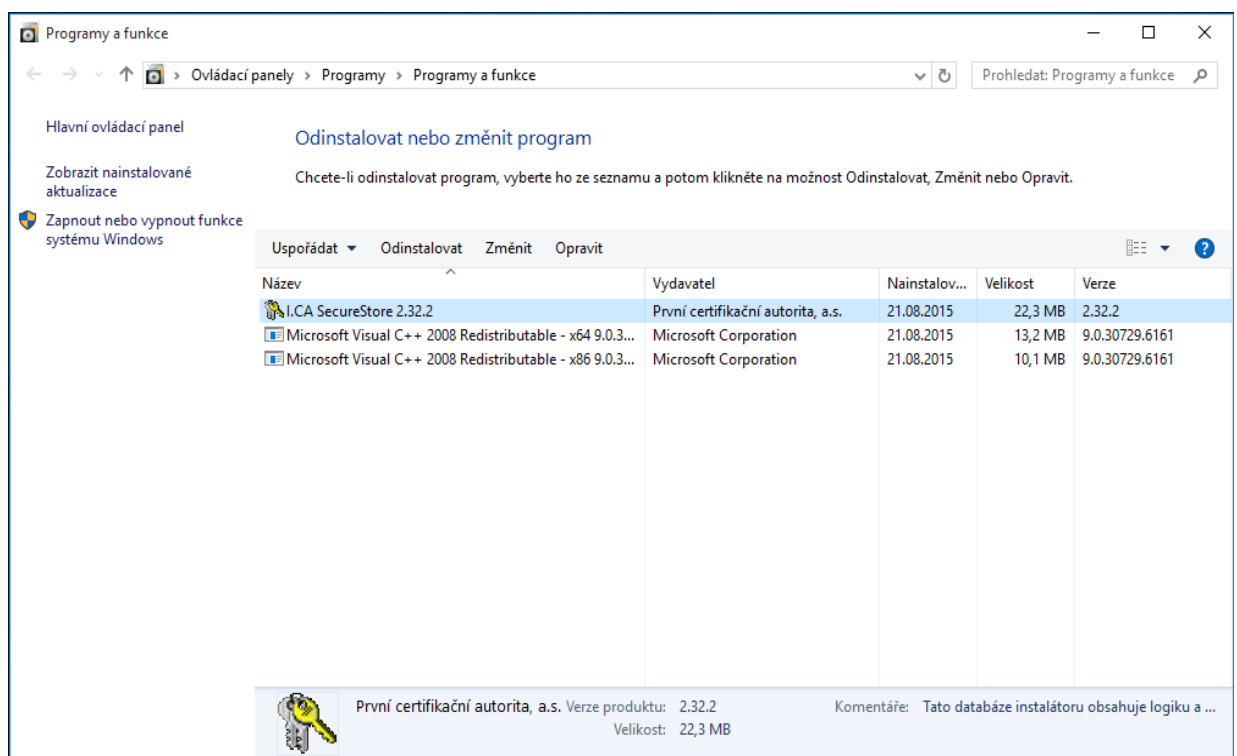 Programy a funkce
Ovládací panely > Programy > Programy a funkce
Prohledat: Programy a funkce
Hlavní ovládací panel
Zobrazit nainstalované
aktualizace
Zapnout nebo vypnout funkce
systému Windows
Odinstalovat nebo změnit program
Chcete-li odinstalovat program, vyberte ho ze seznamu a potom klikněte na možnost Odinstalovat, Změnit nebo Opravit.
Uspořádat Odinstalovat Změnit Opravit ?
Název Vydavatel Nainstalov... Velikost Verze
I.CA SecureStore 2.32.2 První certifikační autorita, a.s. 21.08.2015 22,3 MB 2.32.2
Microsoft Visual C++ 2008 Redistributable - x64 9.0.3... Microsoft Corporation 21.08.2015 13,2 MB 9.0.30729.6161
Microsoft Visual C++ 2008 Redistributable - x86 9.0.3... Microsoft Corporation 21.08.2015 10,1 MB 9.0.30729.6161
První certifikační autorita, a.s. Verze produktu: 2.32.2 Komentáře: Tato databáze instalátoru obsahuje logiku a ...
Velikost: 22,3 MB